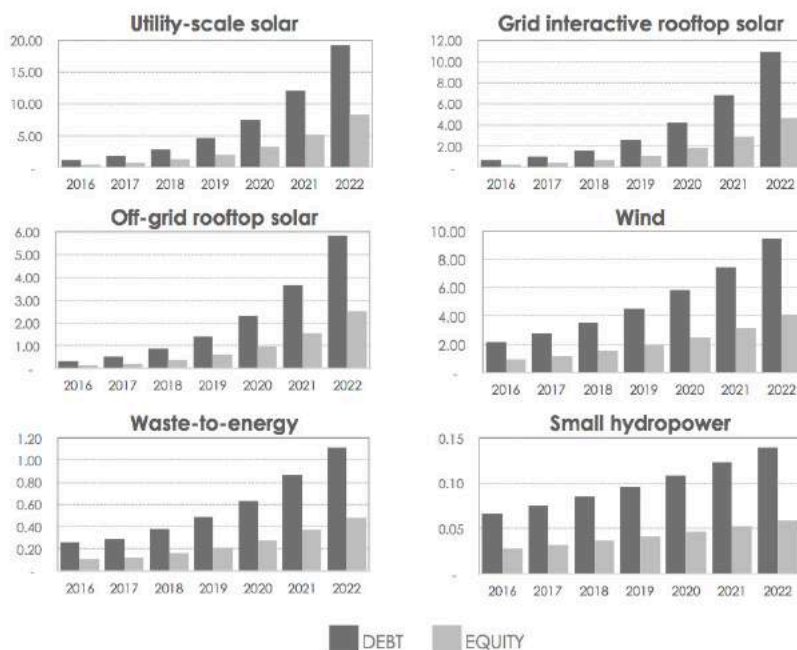 Utility-scale solar
20.00
15.00
10.00
5.00
-
2016 2017 2018 2019 2020 2021 2022
Grid interactive rooftop solar
12.00
10.00
8.00
6.00
4.00
2.00
-
2016 2017 2018 2019 2020 2021 2022
Off-grid rooftop solar
6.00
5.00
4.00
3.00
2.00
1.00
-
2016 2017 2018 2019 2020 2021 2022
Wind
10.00
8.00
6.00
4.00
2.00
-
2016 2017 2018 2019 2020 2021 2022
Waste-to-energy
1.20
1.00
0.80
0.60
0.40
0.20
-
2016 2017 2018 2019 2020 2021 2022
Small hydropower
0.15
0.10
0.05
-
2016 2017 2018 2019 2020 2021 2022
DEBT EQUITY